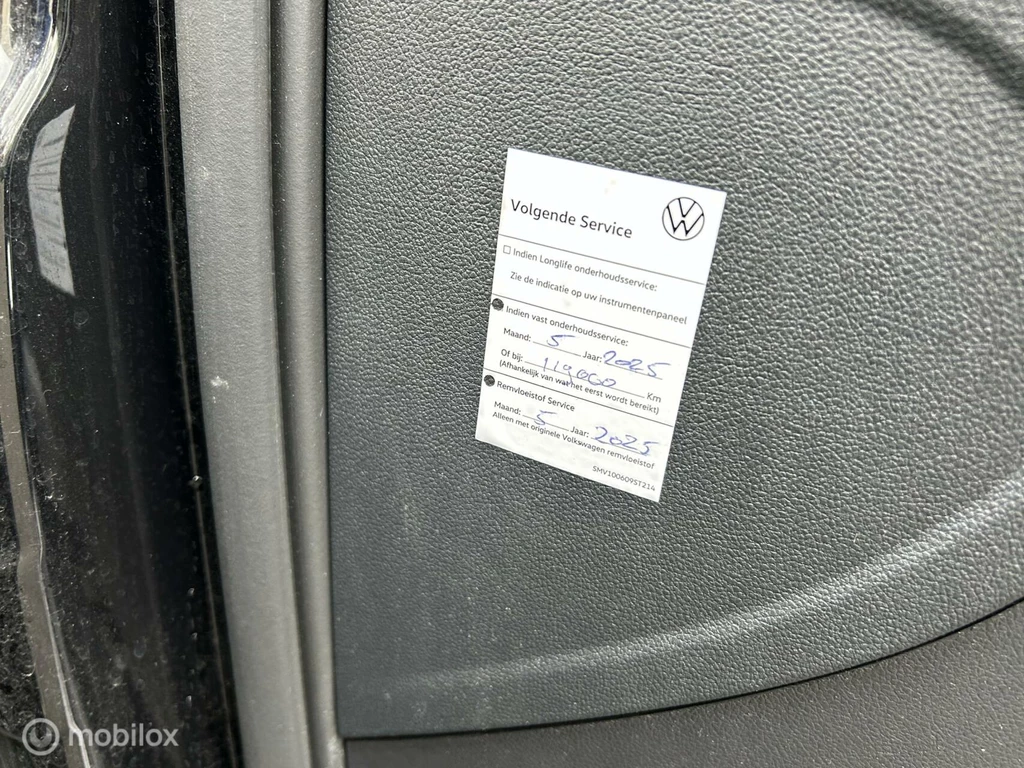 Volgende Service
Indien Longlife onderhoudsservice:
Zie de indicatie op uw instrumentenpaneel
Indien vast onderhoudsservice:
Maand: 5 Jaar: 2025
Of bij: 119000 Km
(Afhankelijk van wat het eerst wordt bereikt)
Remvloeistof Service
Maand: 5 Jaar: 2025
Alleen met originele Volkswagen remvloeistof
5MV100609ST214
mobilox